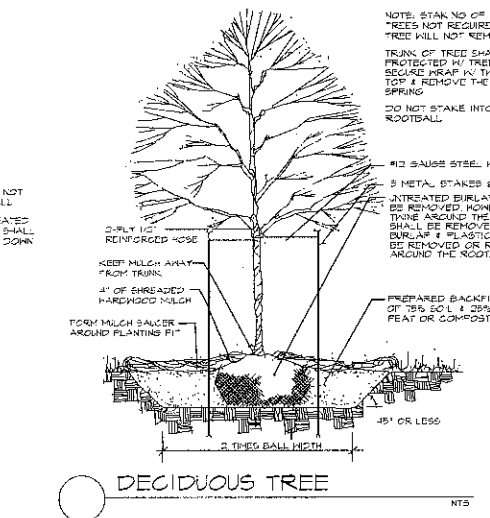 NOTE: STAKING OF
TREES NOT REQUIRE
TREE WILL NOT REM
TRUNK OF TREE SHA
PROTECTED W/ TREE
SECURE WRAP W/ TW
TOP & REMOVE THE
SPRING
DO NOT STAKE INTO
ROOTBALL
#12 GAUGE STEEL W
3 METAL STAKES @
UNTREATED BURLAP
BE REMOVED. HOW
TWINE AROUND THE
SHALL BE REMOVE
BURLAP & PLASTIC
BE REMOVED OR R
AROUND THE ROOT
PREPARED BACKFI
OF 75% SOIL & 25%
PEAT OR COMPOST
45° OR LESS
NOT
LL
EATED
SHALL
DOWN
2-PLY 1/2"
REINFORCED HOSE
KEEP MULCH AWAY
FROM TRUNK
4" OF SHREDDED
HARDWOOD MULCH
FORM MULCH SAUCER
AROUND PLANTING PIT
2 TIMES BALL WIDTH
DECIDUOUS TREE
NTS